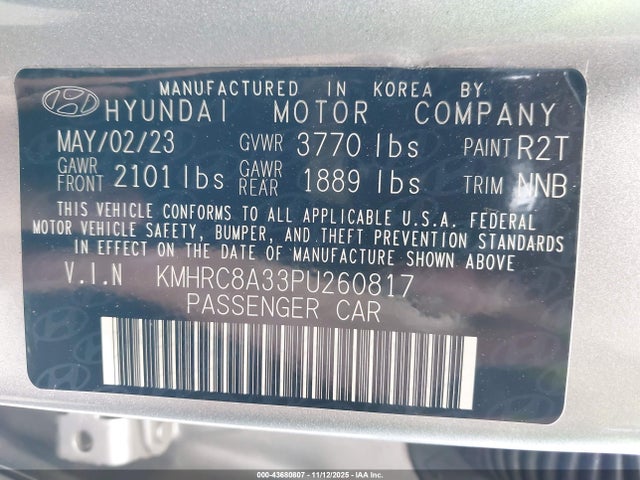 MANUFACTURED IN KOREA BY
HYUNDAI MOTOR COMPANY
MAY/02/23 GVWR 3770 lbs PAINT R2T
GAWR FRONT 2101 lbs GAWR REAR 1889 lbs TRIM NNB
THIS VEHICLE CONFORMS TO ALL APPLICABLE U.S.A. FEDERAL
MOTOR VEHICLE SAFETY, BUMPER, AND THEFT PREVENTION STANDARDS
IN EFFECT ON THE DATE OF MANUFACTURE SHOWN ABOVE.
V.I.N KMHRC8A33PU260817
PASSENGER CAR
000-43680807 - 11/12/2025 - IAAI.COM